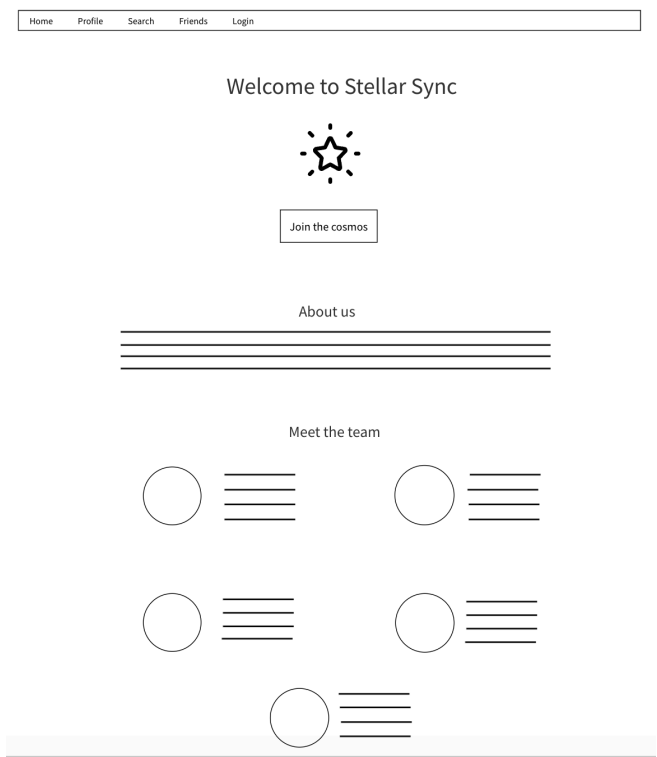 Home Profile Search Friends Login
Welcome to Stellar Sync
Join the cosmos
About us
Meet the team